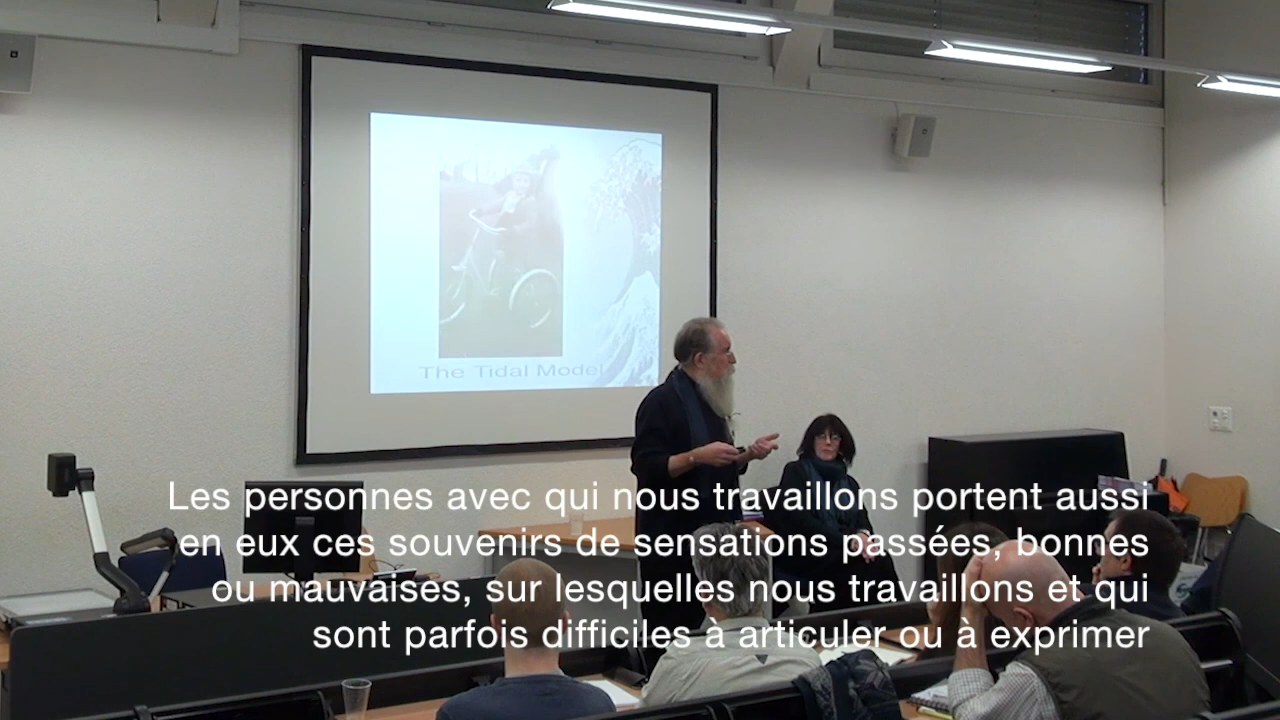 The Tidal Model
Les personnes avec qui nous travaillons portent aussi
en eux ces souvenirs de sensations passées, bonnes
ou mauvaises, sur lesquelles nous travaillons et qui
sont parfois difficiles à articuler ou à exprimer